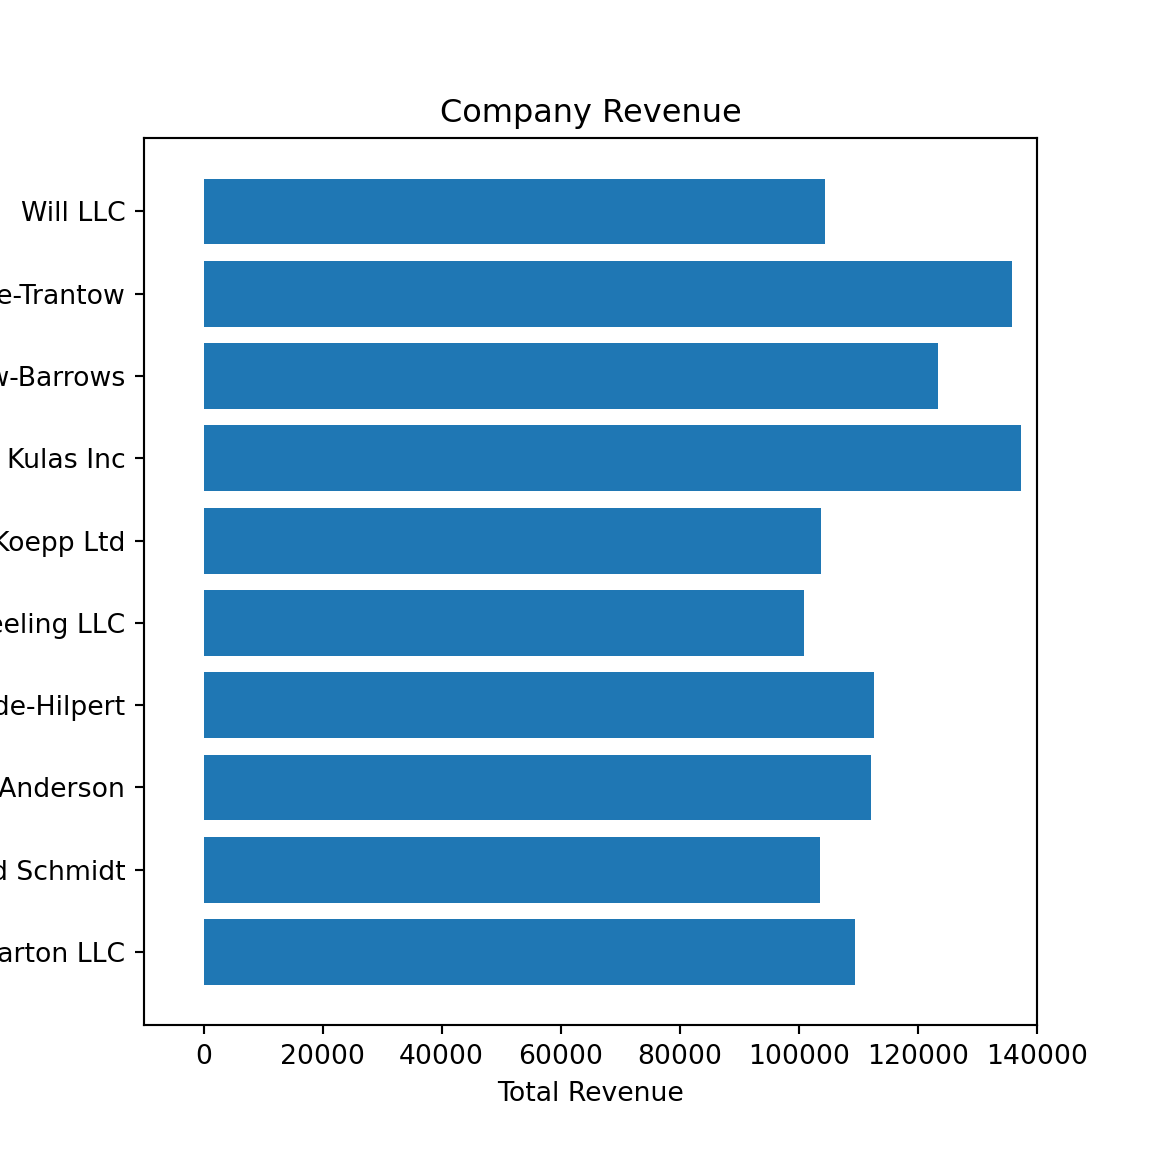 Company Revenue
Will LLC
e-Trantow
w-Barrows
Kulas Inc
Koepp Ltd
eeling LLC
de-Hilpert
Anderson
d Schmidt
arton LLC
0 20000 40000 60000 80000 100000 120000 140000
Total Revenue